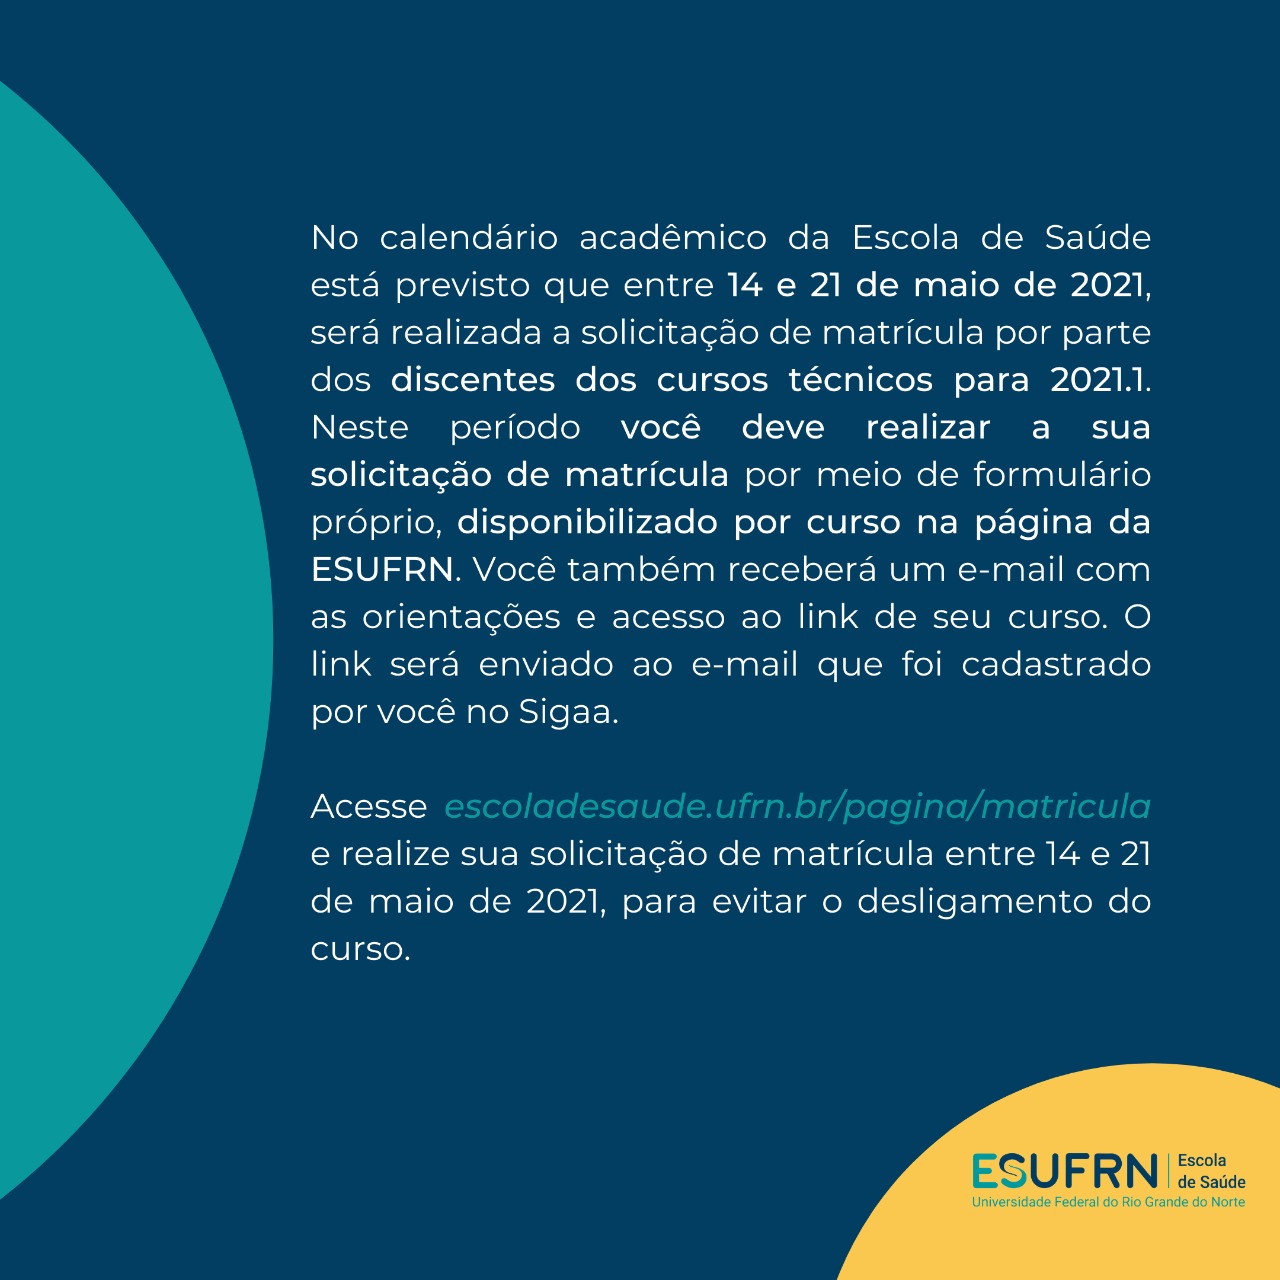 No calendário acadêmico da Escola de Saúde
está previsto que entre 14 e 21 de maio de 2021,
será realizada a solicitação de matrícula por parte
dos discentes dos cursos técnicos para 2021.1.
Neste período você deve realizar a sua
solicitação de matrícula por meio de formulário
próprio, disponibilizado por curso na página da
ESUFRN. Você também receberá um e-mail com
as orientações e acesso ao link de seu curso. O
link será enviado ao e-mail que foi cadastrado
por você no Sigaa.
Acesse escoladesaude.ufrn.br/pagina/matricula
e realize sua solicitação de matrícula entre 14 e 21
de maio de 2021, para evitar o desligamento do
curso.
ESUFRN
Escola
de Saúde
Universidade Federal do Rio Grande do Norte